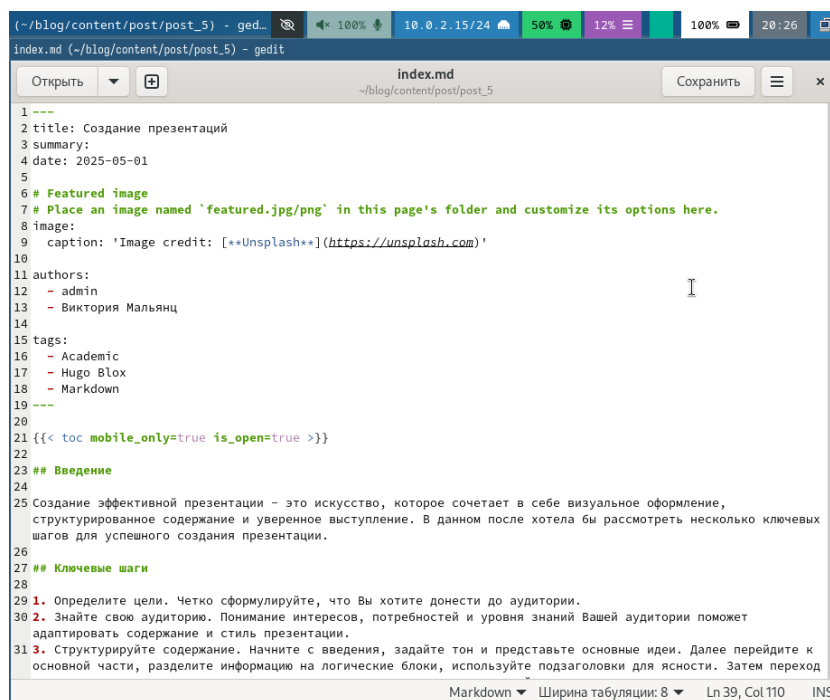 (~/blog/content/post/post_5) - ged… 100% 10.0.2.15/24 50% 12% 100% 20:26
index.md (~/blog/content/post/post_5) - gedit
Открыть index.md Сохранить
~/blog/content/post/post_5
1 ---
2 title: Создание презентаций
3 summary:
4 date: 2025-05-01
5
6 # Featured image
7 # Place an image named `featured.jpg/png` in this page's folder and customize its options here.
8 image:
9   caption: 'Image credit: [**Unsplash**](https://unsplash.com)'
10
11 authors:
12   - admin
13   - Виктория Мальянц
14
15 tags:
16   - Academic
17   - Hugo Blox
18   - Markdown
19 ---
20
21 {{< toc mobile_only=true is_open=true >}}
22
23 ## Введение
24
25 Создание эффективной презентации - это искусство, которое сочетает в себе визуальное оформление,
структурированное содержание и уверенное выступление. В данном после хотела бы рассмотреть несколько ключевых
шагов для успешного создания презентации.
26
27 ## Ключевые шаги
28
29 1. Определите цели. Четко сформулируйте, что Вы хотите донести до аудитории.
30 2. Знайте свою аудиторию. Понимание интересов, потребностей и уровня знаний Вашей аудитории поможет
адаптировать содержание и стиль презентации.
31 3. Структурируйте содержание. Начните с введения, задайте тон и представьте основные идеи. Далее перейдите к
основной части, разделите информацию на логические блоки, используйте подзаголовки для ясности. Затем переход
Markdown Ширина табуляции: 8 Ln 39, Col 110 INS